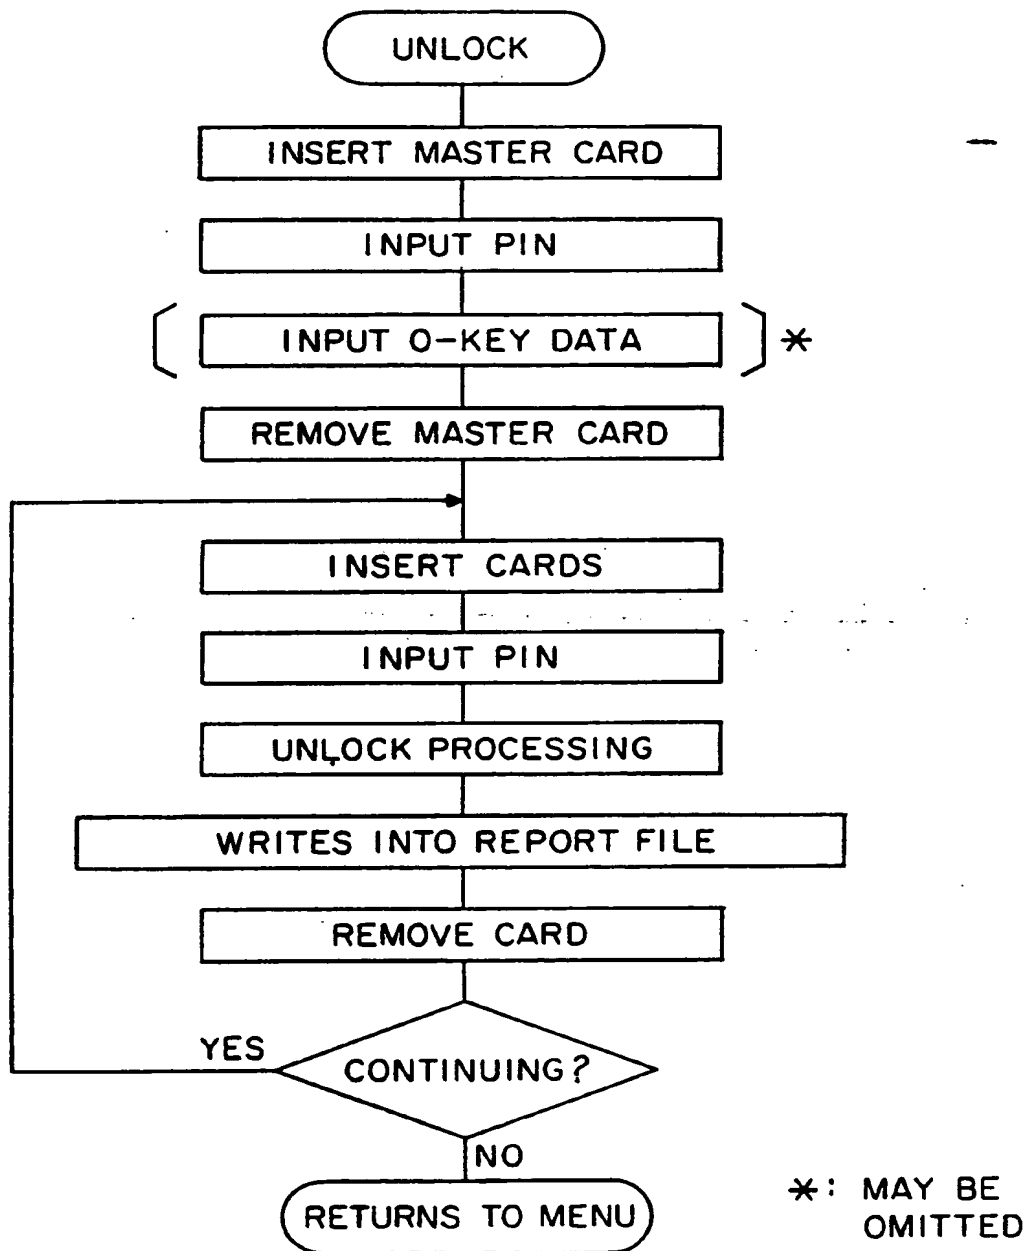 UNLOCK
INSERT MASTER CARD
INPUT PIN
INPUT O-KEY DATA
*
REMOVE MASTER CARD
INSERT CARDS
INPUT PIN
UNLOCK PROCESSING
WRITES INTO REPORT FILE
REMOVE CARD
YES
CONTINUING?
NO
RETURNS TO MENU
*: MAY BE
OMITTED